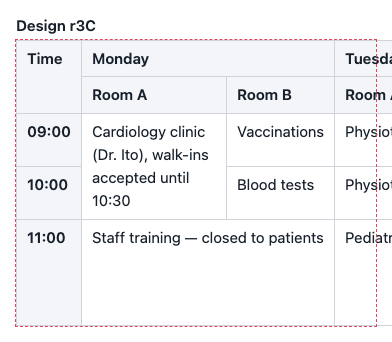 Design r3C
Time Monday
Room A Room B Room
09:00 Cardiology clinic Vaccinations
(Dr. Ito), walk-ins
accepted until
10:30
10:00 Blood tests
11:00 Staff training — closed to patients